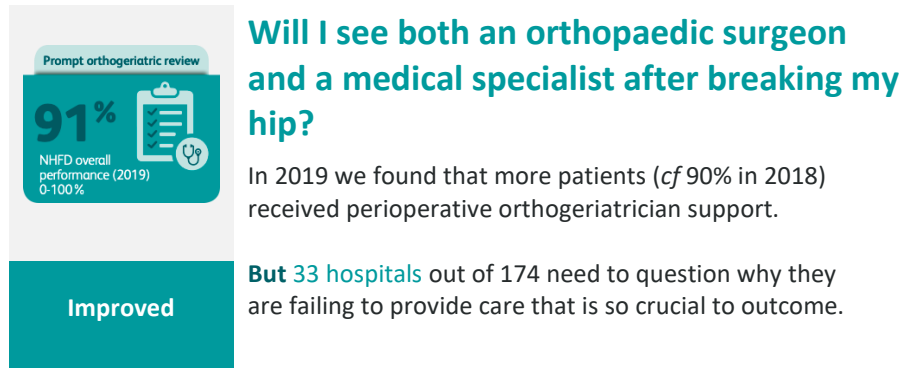 Prompt orthogeriatric review
91%
NHFD overall
performance (2019)
0-100%
Improved
Will I see both an orthopaedic surgeon
and a medical specialist after breaking my
hip?
In 2019 we found that more patients (cf 90% in 2018)
received perioperative orthogeriatrician support.
But 33 hospitals out of 174 need to question why they
are failing to provide care that is so crucial to outcome.